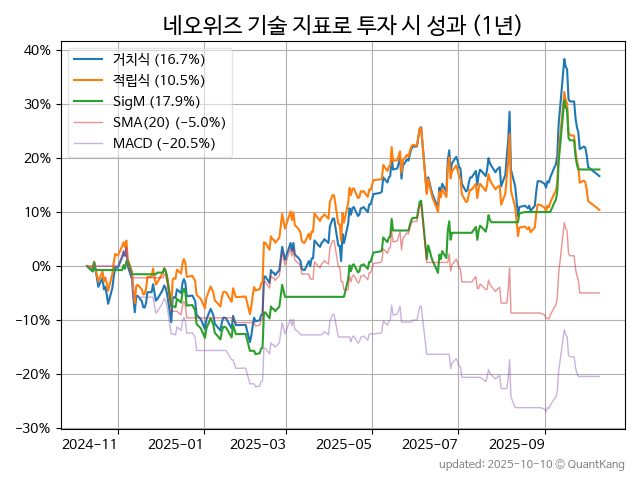 네오위즈 기술 지표로 투자 시 성과 (1년)
거치식 (16.7%)
적립식 (10.5%)
SigM (17.9%)
SMA(20) (−5.0%)
MACD (−20.5%)
40%
30%
20%
10%
0%
−10%
−20%
−30%
2024−11 2025−01 2025−03 2025−05 2025−07 2025−09
updated: 2025-10-10 © QuantKang